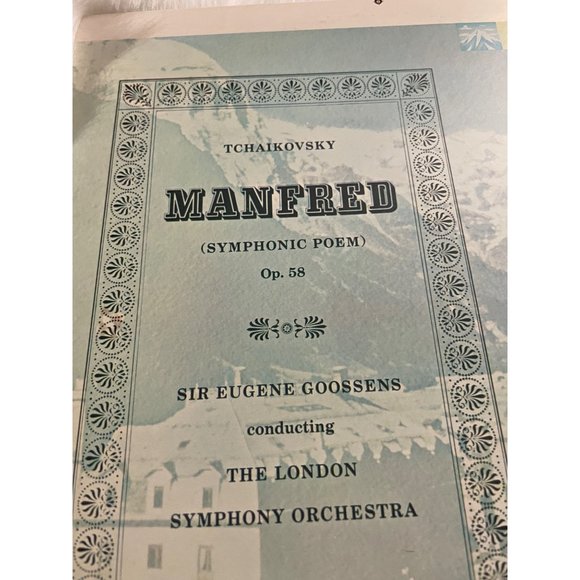 TCHAIKOVSKY
MANFRED
(SYMPHONIC POEM)
Op. 58
SIR EUGENE GOOSSENS
conducting
THE LONDON
SYMPHONY ORCHESTRA